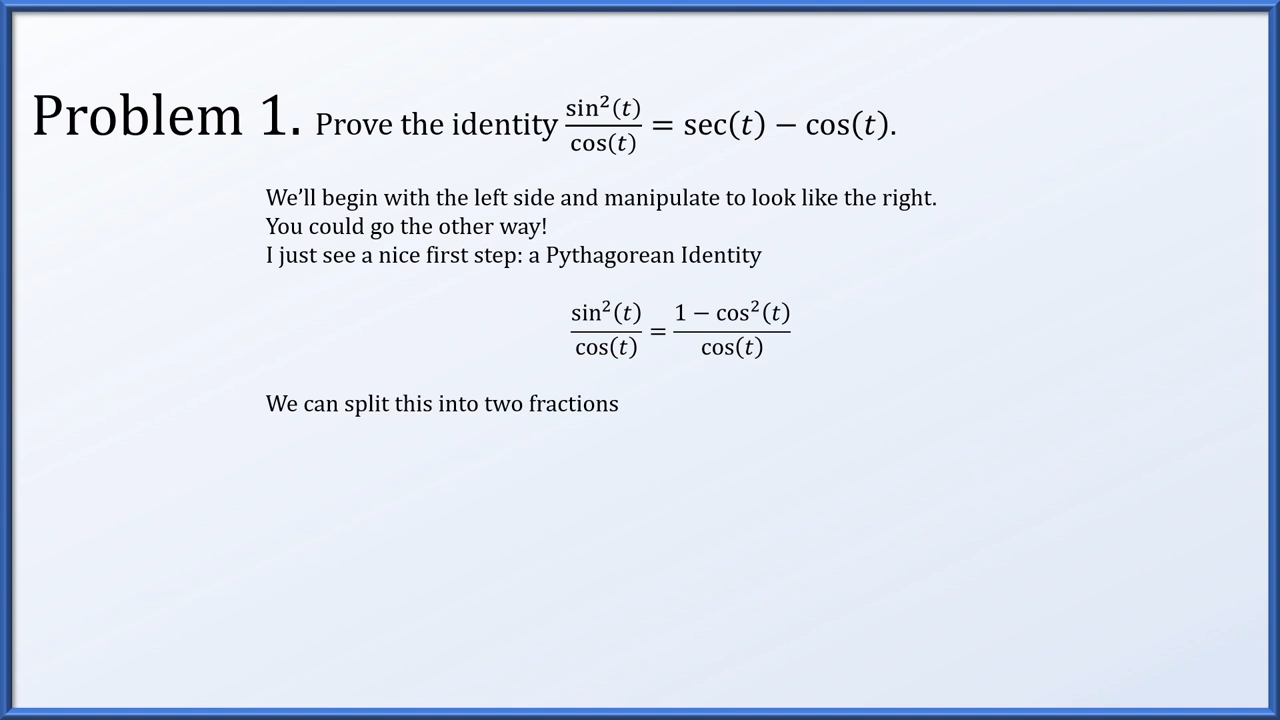 Problem 1. Prove the identity sin²(t)/cos(t) = sec(t) − cos(t).
We’ll begin with the left side and manipulate to look like the right.
You could go the other way!
I just see a nice first step: a Pythagorean Identity
sin²(t)/cos(t) = 1 − cos²(t)/cos(t)
We can split this into two fractions